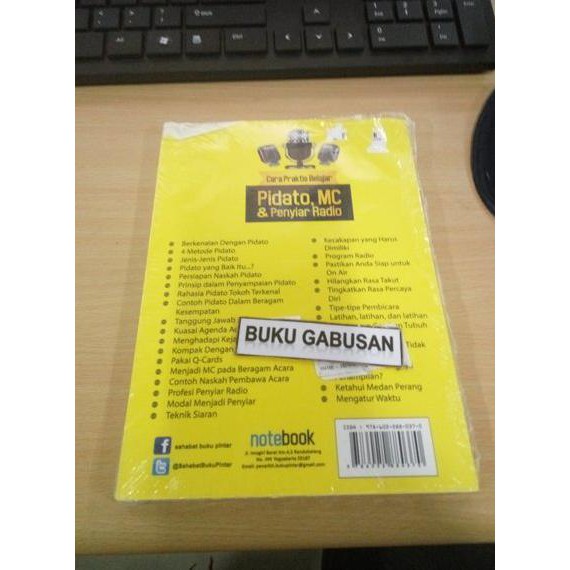 Cara Praktis Belajar
Pidato, MC
& Penyiar Radio
Berkenalan Dengan Pidato
4 Metode Pidato
Jenis-Jenis Pidato
Pidato yang Baik Itu...?
Persiapan Naskah Pidato
Prinsip dalam Penyampaian Pidato
Rahasia Pidato Tokoh Terkenal
Contoh Pidato Dalam Beragam
Kesempatan
Tanggung Jawab
Kuasai Agenda
Menghadapi
Kompak Dengan
Pakai Q-Cards
Menjadi MC pada Beragam Acara
Contoh Naskah Pembawa Acara
Profesi Penyiar Radio
Modal Menjadi Penyiar
Teknik Siaran
Kecakapan yang Harus
Dimiliki
Program Radio
Pastikan Anda Siap untuk
On Air
Hilangkan Rasa Takut
Tingkatkan Rasa Percaya
Diri
Tipe-tipe Pembicara
Latihan, latihan, dan latihan
Tubuh
Tidak
Ketahui Medan Perang
Mengatur Waktu
BUKU GABUSAN
sahabat buku pintar
@SahabatBukuPintar
notebook